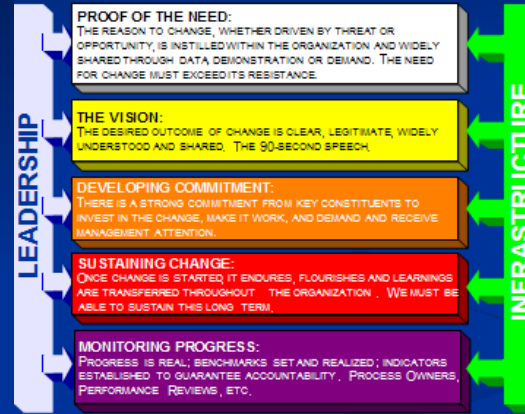 LEADERSHIP
PROOF OF THE NEED:
THE REASON TO CHANGE, WHETHER DRIVEN BY THREAT OR
OPPORTUNITY, IS INSTILLED WITHIN THE ORGANIZATION AND WIDELY
SHARED THROUGH DATA, DEMONSTRATION OR DEMAND. THE NEED
FOR CHANGE MUST EXCEED ITS RESISTANCE.
THE VISION:
THE DESIRED OUTCOME OF CHANGE IS CLEAR, LEGITIMATE, WIDELY
UNDERSTOOD AND SHARED. THE 90-SECOND SPEECH.
DEVELOPING COMMITMENT:
THERE IS A STRONG COMMITMENT FROM KEY CONSTITUENTS TO
INVEST IN THE CHANGE, MAKE IT WORK, AND DEMAND AND RECEIVE
MANAGEMENT ATTENTION.
SUSTAINING CHANGE:
ONCE CHANGE IS STARTED, IT ENDURES, FLOURISHES AND LEARNINGS
ARE TRANSFERRED THROUGHOUT THE ORGANIZATION. WE MUST BE
ABLE TO SUSTAIN THIS LONG TERM.
MONITORING PROGRESS:
PROGRESS IS REAL; BENCHMARKS SET AND REALIZED; INDICATORS
ESTABLISHED TO GUARANTEE ACCOUNTABILITY. PROCESS OWNERS,
PERFORMANCE REVIEWS, ETC.
INFRASTRUCTURE